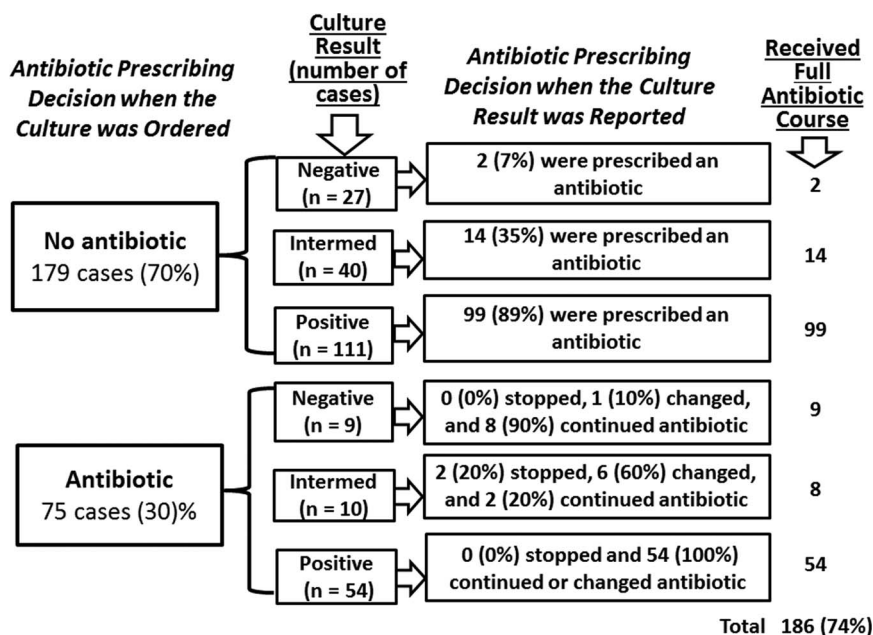 Antibiotic Prescribing
Decision when the
Culture was Ordered
Culture
Result
(number of
cases)
Antibiotic Prescribing
Decision when the Culture
Result was Reported
Received
Full
Antibiotic
Course
No antibiotic
179 cases (70%)
Negative
(n = 27)
2 (7%) were prescribed an
antibiotic
2
Intermed
(n = 40)
14 (35%) were prescribed an
antibiotic
14
Positive
(n = 111)
99 (89%) were prescribed an
antibiotic
99
Antibiotic
75 cases (30)%
Negative
(n = 9)
0 (0%) stopped, 1 (10%) changed,
and 8 (90%) continued antibiotic
9
Intermed
(n = 10)
2 (20%) stopped, 6 (60%) changed,
and 2 (20%) continued antibiotic
8
Positive
(n = 54)
0 (0%) stopped and 54 (100%)
continued or changed antibiotic
54
Total 186 (74%)